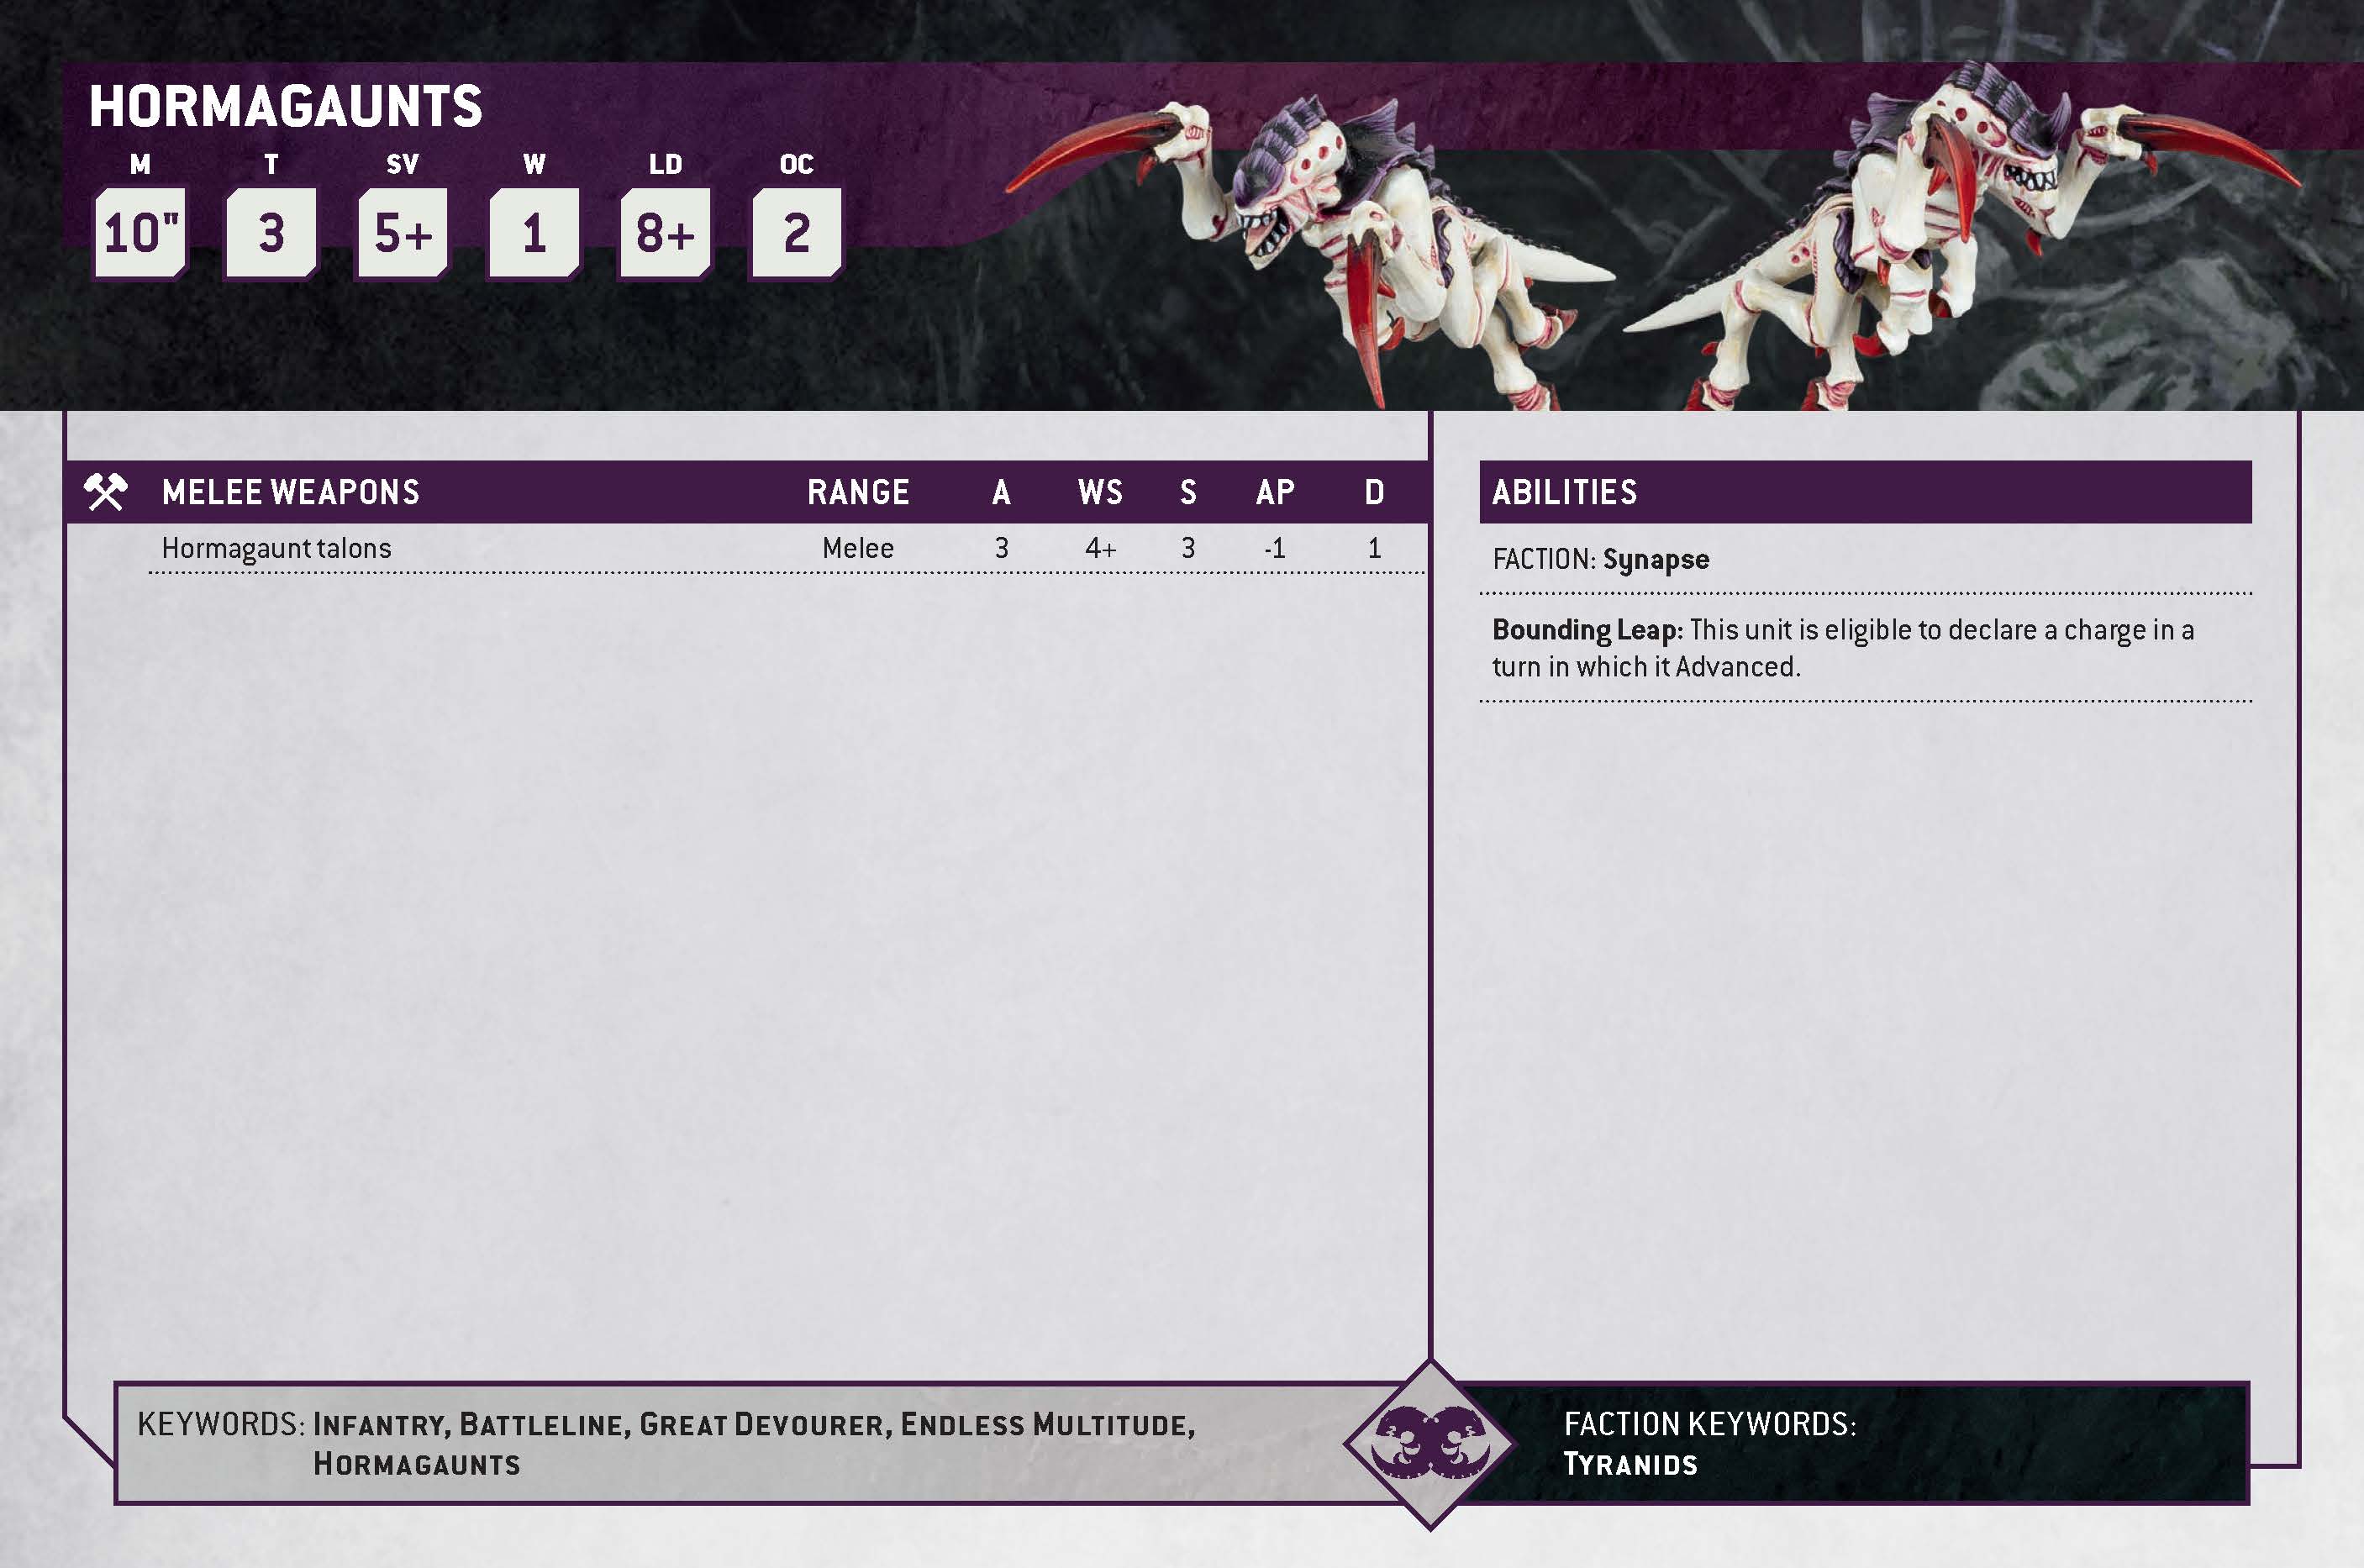 HORMAGAUNTS
M T SV W LD OC
10" 3 5+ 1 8+ 2
MELEE WEAPONS RANGE A WS S AP D
Hormagaunt talons Melee 3 4+ 3 -1 1
ABILITIES
FACTION: Synapse
Bounding Leap: This unit is eligible to declare a charge in a
turn in which it Advanced.
KEYWORDS: INFANTRY, BATTLELINE, GREAT DEVOURER, ENDLESS MULTITUDE,
HORMAGAUNTS
FACTION KEYWORDS:
TYRANIDS